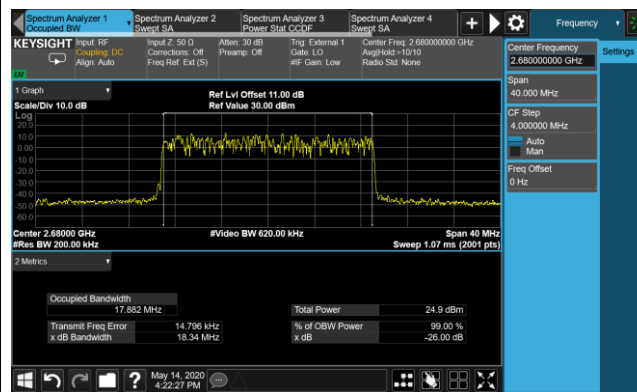 Spectrum Analyzer 1
Occupied BW
Spectrum Analyzer 2
Swept SA
Spectrum Analyzer 3
Power Stat CCDF
Spectrum Analyzer 4
Swept SA
Frequency
KEYSIGHT
Input: RF
Coupling: DC
Align: Auto
Input Z: 50 Ω
Corrections: Off
Freq Ref: Ext (S)
Atten: 30 dB
Preamp: Off
Trig: External 1
Gate: LO
#IF Gain: Low
Center Freq: 2.680000000 GHz
Avg|Hold:>10/10
Radio Std: None
Center Frequency
2.680000000 GHz
Settings
Span
40.000 MHz
CF Step
4.000000 MHz
Auto
Man
Freq Offset
0 Hz
1 Graph
Scale/Div 10.0 dB
Ref Lvl Offset 11.00 dB
Ref Value 30.00 dBm
Log
20.0
10.0
0.00
-10.0
-20.0
-30.0
-40.0
-50.0
-60.0
Center 2.68000 GHz
#Video BW 620.00 kHz
Span 40 MHz
#Res BW 200.00 kHz
Sweep 1.07 ms (2001 pts)
2 Metrics
Occupied Bandwidth
17.882 MHz
Total Power 24.9 dBm
Transmit Freq Error 14.796 kHz
% of OBW Power 99.00 %
x dB Bandwidth 18.34 MHz
x dB -26.00 dB
May 14, 2020
4:22:27 PM